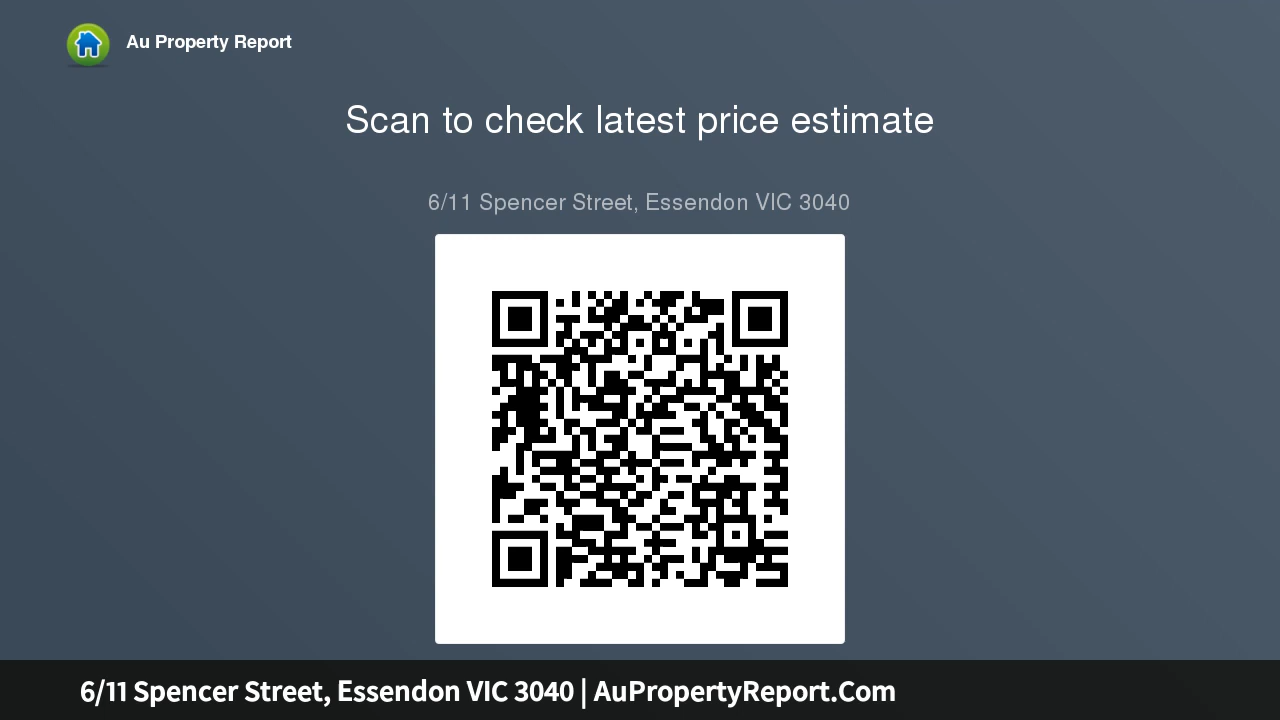 Au Property Report
Scan to check latest price estimate
6/11 Spencer Street, Essendon VIC 3040
6/11 Spencer Street, Essendon VIC 3040 | AuPropertyReport.Com